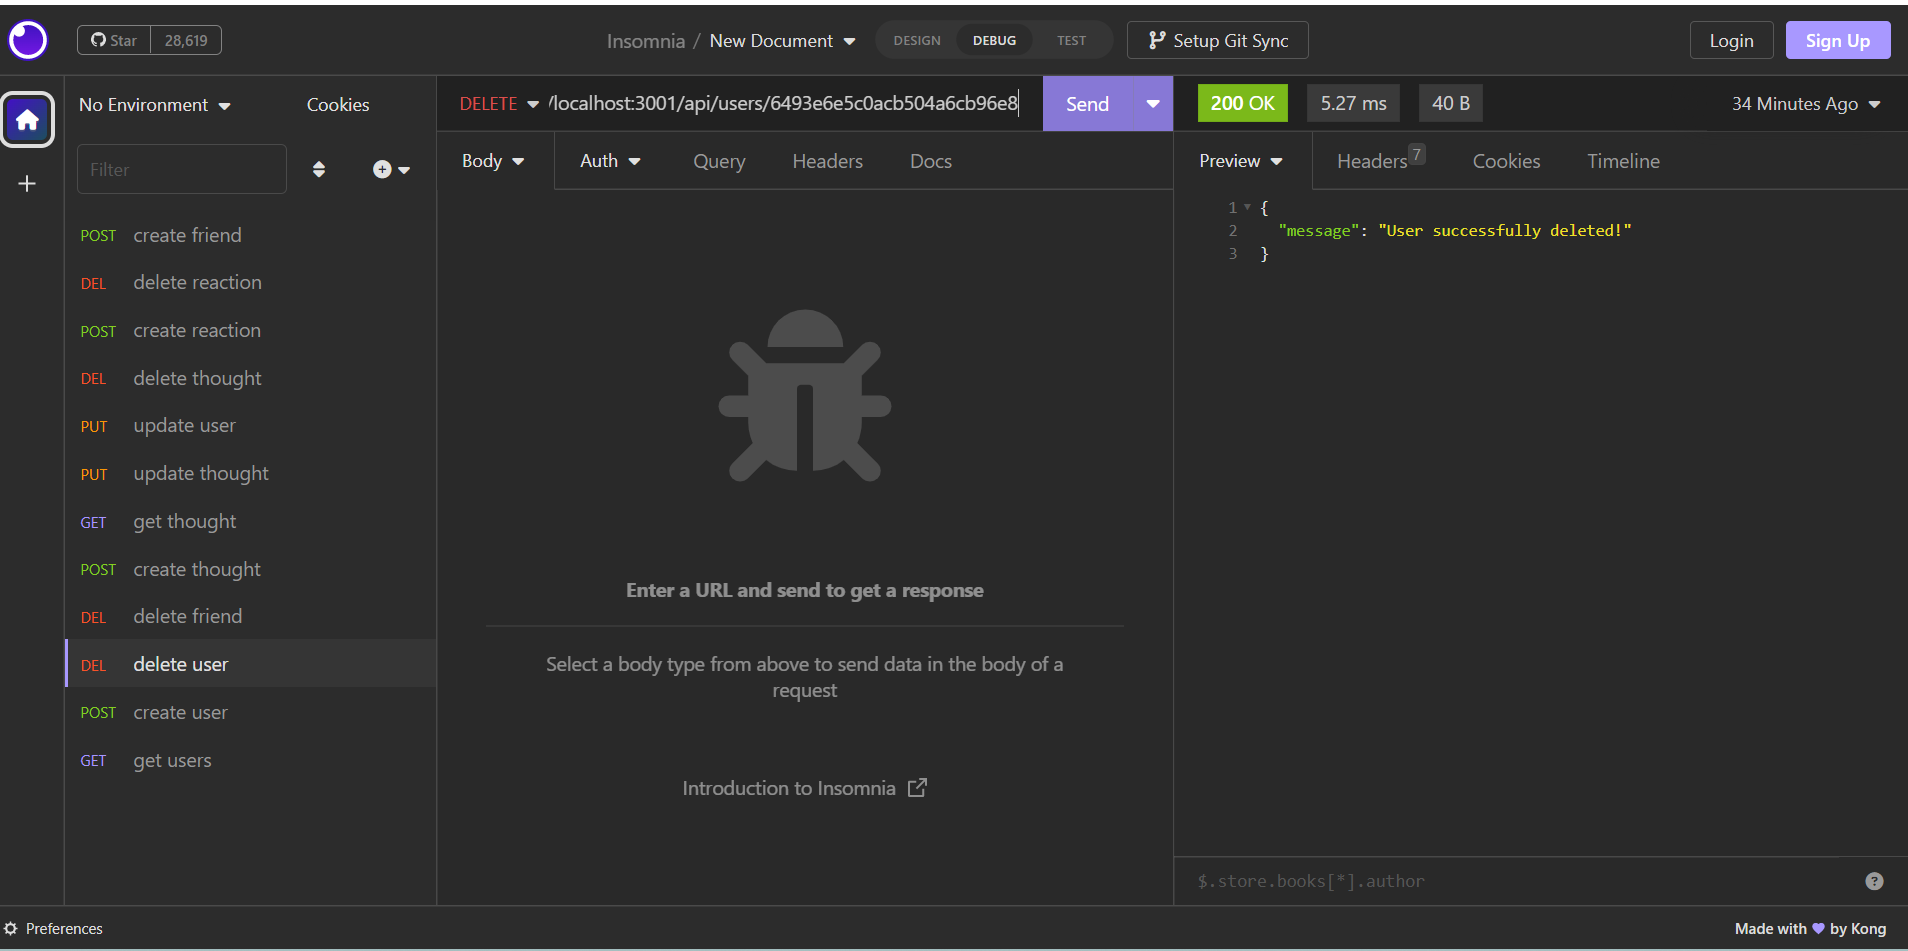 Star 28,619
Insomnia / New Document
DESIGN DEBUG TEST
Setup Git Sync
Login
Sign Up
No Environment
Cookies
Filter
POST create friend
DEL delete reaction
POST create reaction
DEL delete thought
PUT update user
PUT update thought
GET get thought
POST create thought
DEL delete friend
DEL delete user
POST create user
GET get users
DELETE /localhost:3001/api/users/6493e6e5c0acb504a6cb96e8
Send
Body Auth Query Headers Docs
Enter a URL and send to get a response
Select a body type from above to send data in the body of a
request
Introduction to Insomnia
200 OK 5.27 ms 40 B 34 Minutes Ago
Preview Headers 7 Cookies Timeline
1 {
2 "message": "User successfully deleted!"
3 }
$.store.books[*].author
?
Preferences
Made with 💜 by Kong